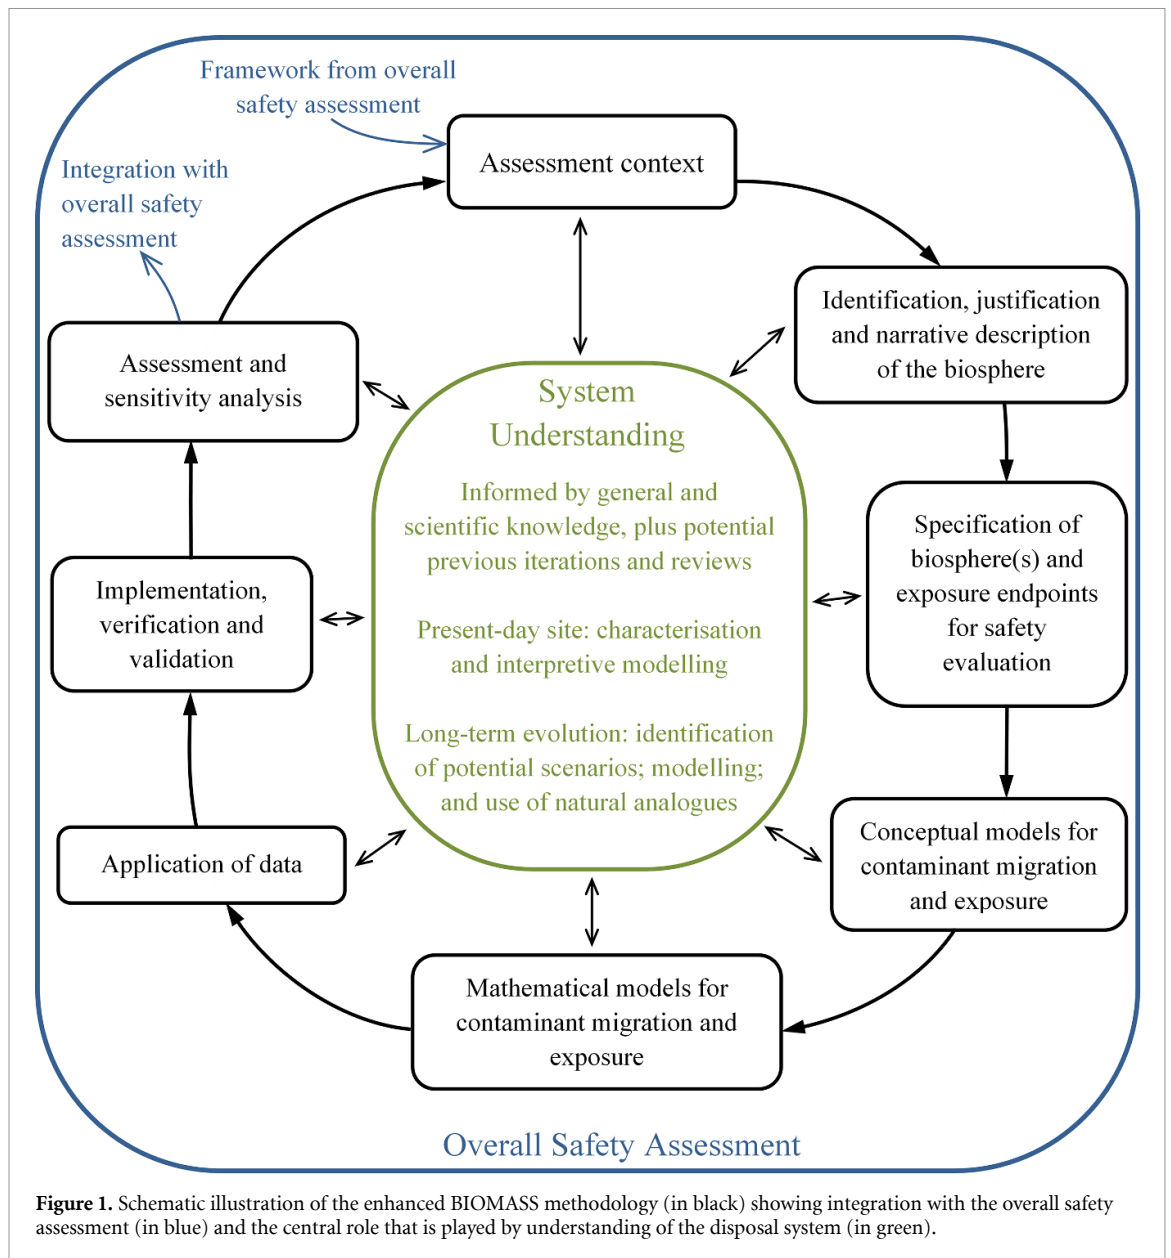 Framework from overall
safety assessment
Integration with
overall safety
assessment
Assessment context
Identification, justification
and narrative description
of the biosphere
Specification of
biosphere(s) and
exposure endpoints
for safety
evaluation
Conceptual models for
contaminant migration
and exposure
Mathematical models for
contaminant migration and
exposure
Application of data
Implementation,
verification and
validation
Assessment and
sensitivity analysis
System
Understanding
Informed by general and
scientific knowledge, plus potential
previous iterations and reviews
Present-day site: characterisation
and interpretive modelling
Long-term evolution: identification
of potential scenarios; modelling;
and use of natural analogues
Overall Safety Assessment
Figure 1. Schematic illustration of the enhanced BIOMASS methodology (in black) showing integration with the overall safety
assessment (in blue) and the central role that is played by understanding of the disposal system (in green).